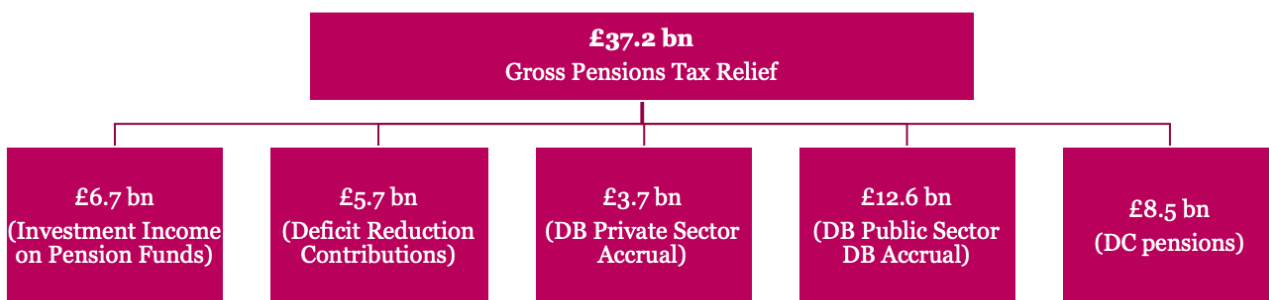 £37.2 bn
Gross Pensions Tax Relief
£6.7 bn
(Investment Income
on Pension Funds)
£5.7 bn
(Deficit Reduction
Contributions)
£3.7 bn
(DB Private Sector
Accrual)
£12.6 bn
(DB Public Sector
DB Accrual)
£8.5 bn
(DC pensions)